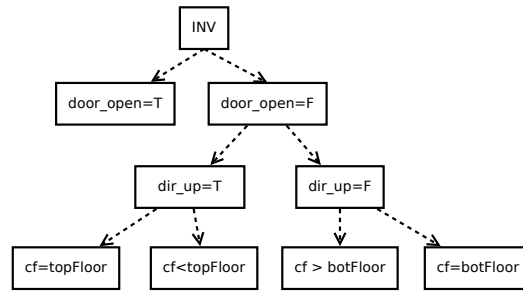 INV
door_open=T
door_open=F
dir_up=T
dir_up=F
cf=topFloor
cf<topFloor
cf > botFloor
cf=botFloor